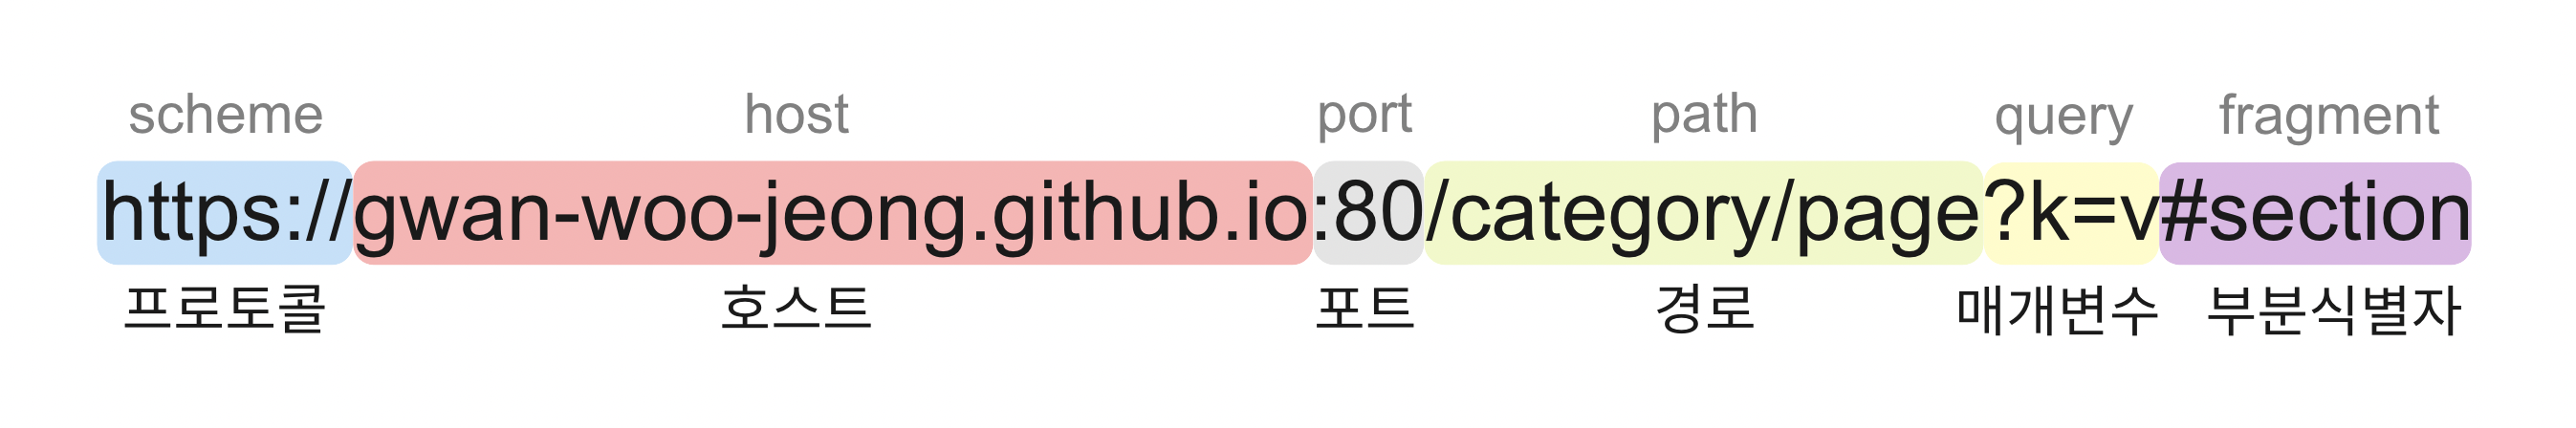 scheme host port path query fragment
https://gwan-woo-jeong.github.io:80/category/page?k=v#section
프로토콜 호스트 포트 경로 매개변수 부분식별자